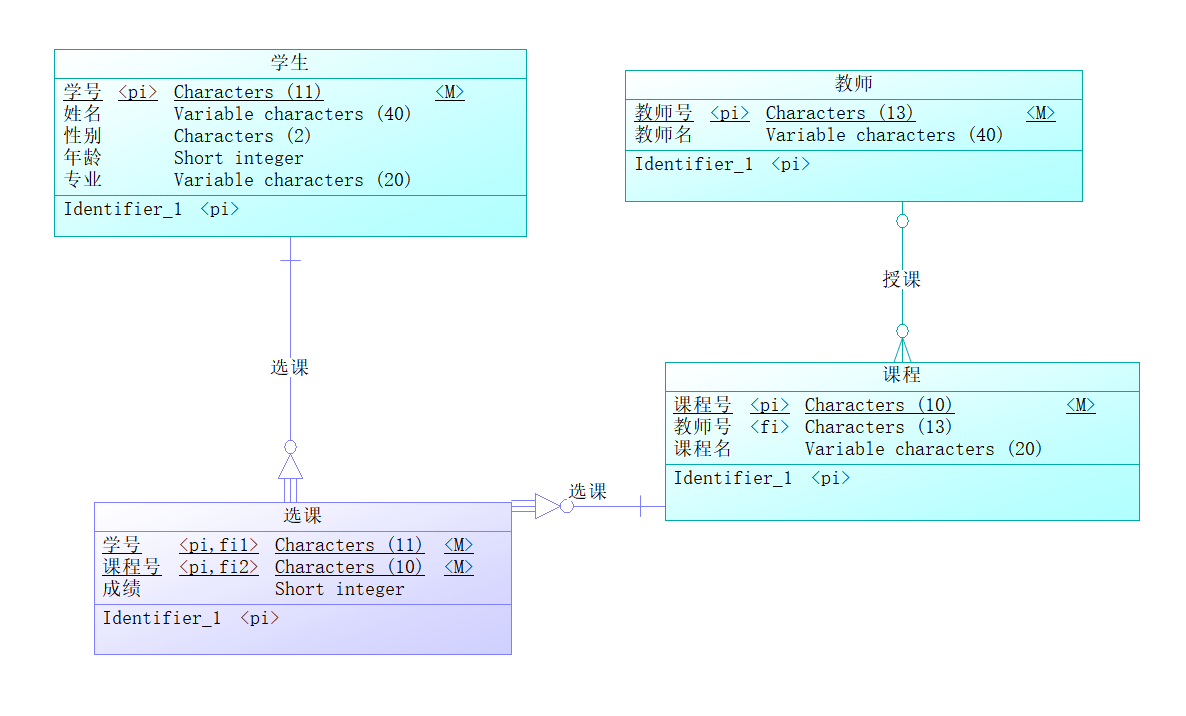 学生
学号 <pi> Characters (11) <M>
姓名 Variable characters (40)
性别 Characters (2)
年龄 Short integer
专业 Variable characters (20)
Identifier_1 <pi>
教师
教师号 <pi> Characters (13) <M>
教师名 Variable characters (40)
Identifier_1 <pi>
授课
选课
课程
课程号 <pi> Characters (10) <M>
教师号 <fi> Characters (13)
课程名 Variable characters (20)
Identifier_1 <pi>
选课
选课
学号 <pi,fi1> Characters (11) <M>
课程号 <pi,fi2> Characters (10) <M>
成绩 Short integer
Identifier_1 <pi>